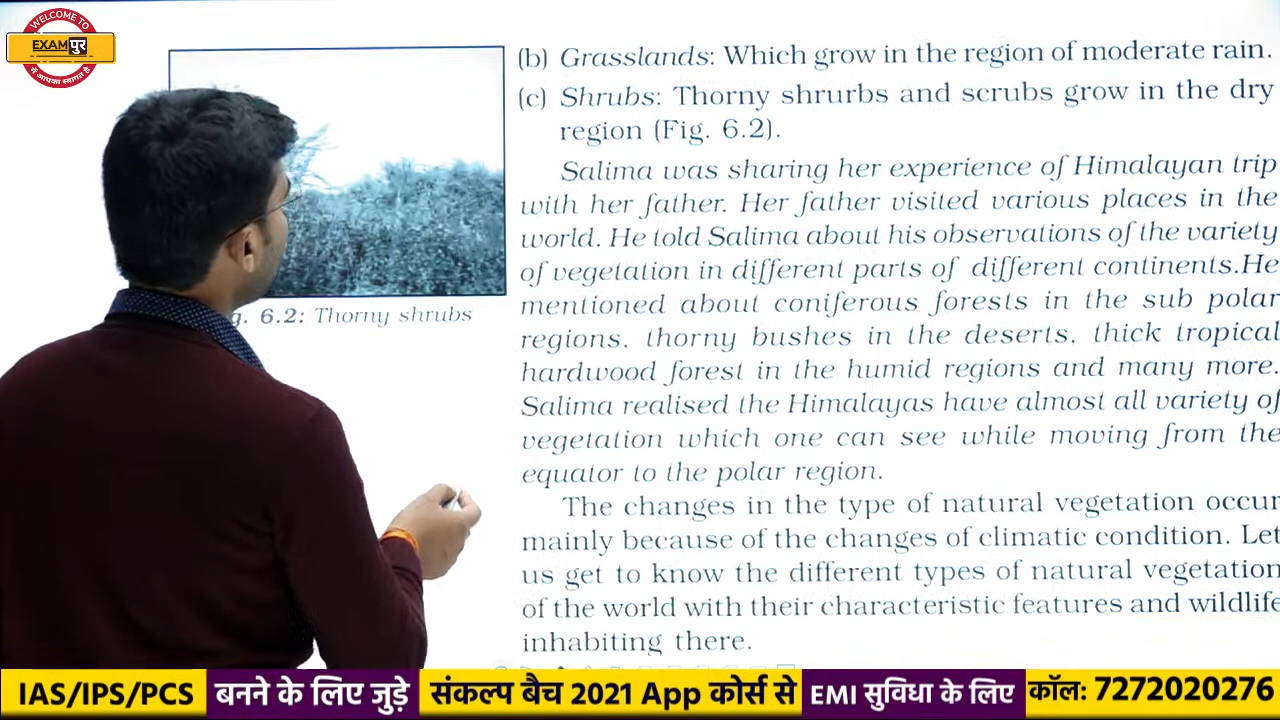 WELCOME TO
EXAMपुर
में आपका स्वागत है
(b) Grasslands: Which grow in the region of moderate rain.
(c) Shrubs: Thorny shrurbs and scrubs grow in the dry
region (Fig. 6.2).
g. 6.2: Thorny shrubs
Salima was sharing her experience of Himalayan trip
with her father. Her father visited various places in the
world. He told Salima about his observations of the variety
of vegetation in different parts of different continents.He
mentioned about coniferous forests in the sub polar
regions, thorny bushes in the deserts, thick tropical
hardwood forest in the humid regions and many more.
Salima realised the Himalayas have almost all variety of
vegetation which one can see while moving from the
equator to the polar region.
The changes in the type of natural vegetation occur
mainly because of the changes of climatic condition. Let
us get to know the different types of natural vegetation
of the world with their characteristic features and wildlife
inhabiting there.
IAS/IPS/PCS बनने के लिए जुड़े संकल्प बैच 2021 App कोर्स से EMI सुविधा के लिए कॉल: 7272020276